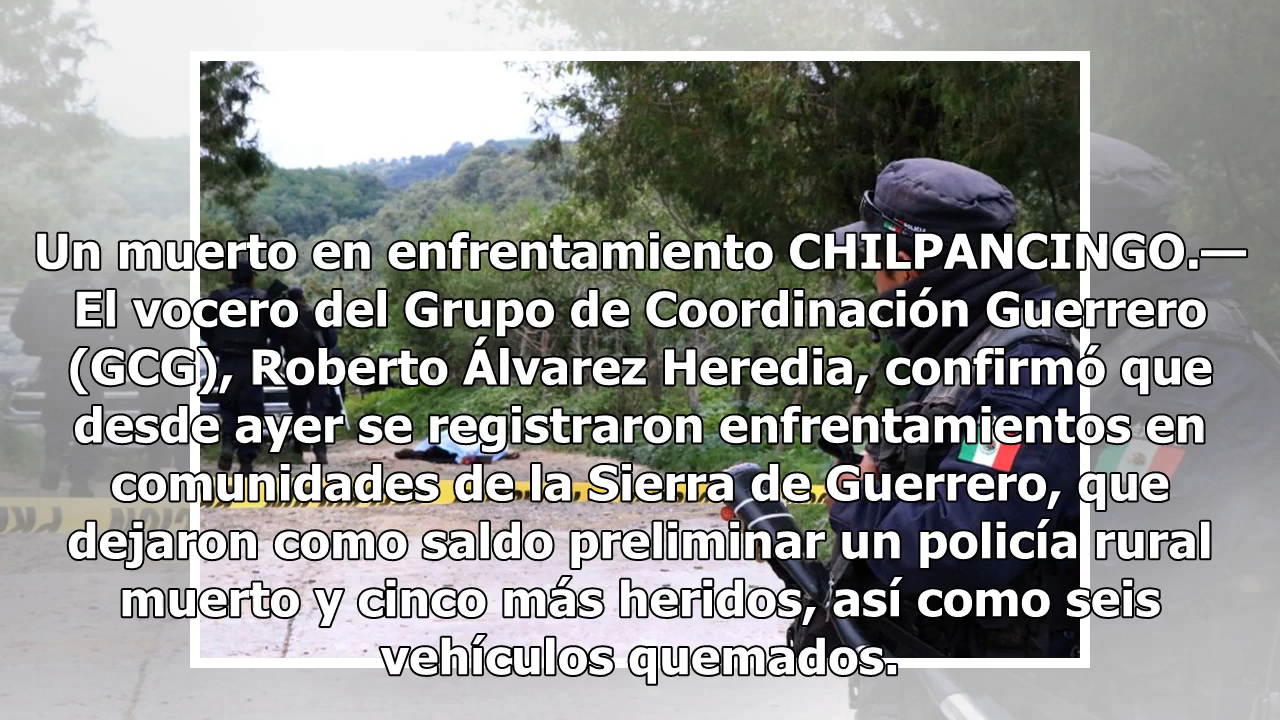 Un muerto en enfrentamiento CHILPANCINGO.—
El vocero del Grupo de Coordinación Guerrero
(GCG), Roberto Álvarez Heredia, confirmó que
desde ayer se registraron enfrentamientos en
comunidades de la Sierra de Guerrero, que
dejaron como saldo preliminar un policía rural
muerto y cinco más heridos, así como seis
vehículos quemados.